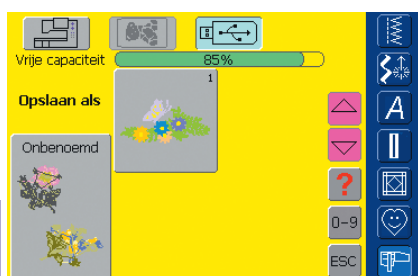 Vrije capaciteit
85%
1
Opslaan als
Onbenoemd
A
?
0-9
ESC